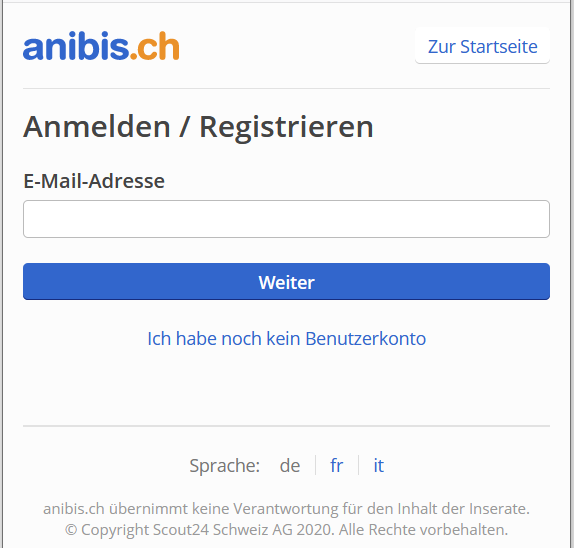 anibis.ch
Zur Startseite
Anmelden / Registrieren
E-Mail-Adresse
Weiter
Ich habe noch kein Benutzerkonto
Sprache: de fr it
anibis.ch übernimmt keine Verantwortung für den Inhalt der Inserate.
© Copyright Scout24 Schweiz AG 2020. Alle Rechte vorbehalten.